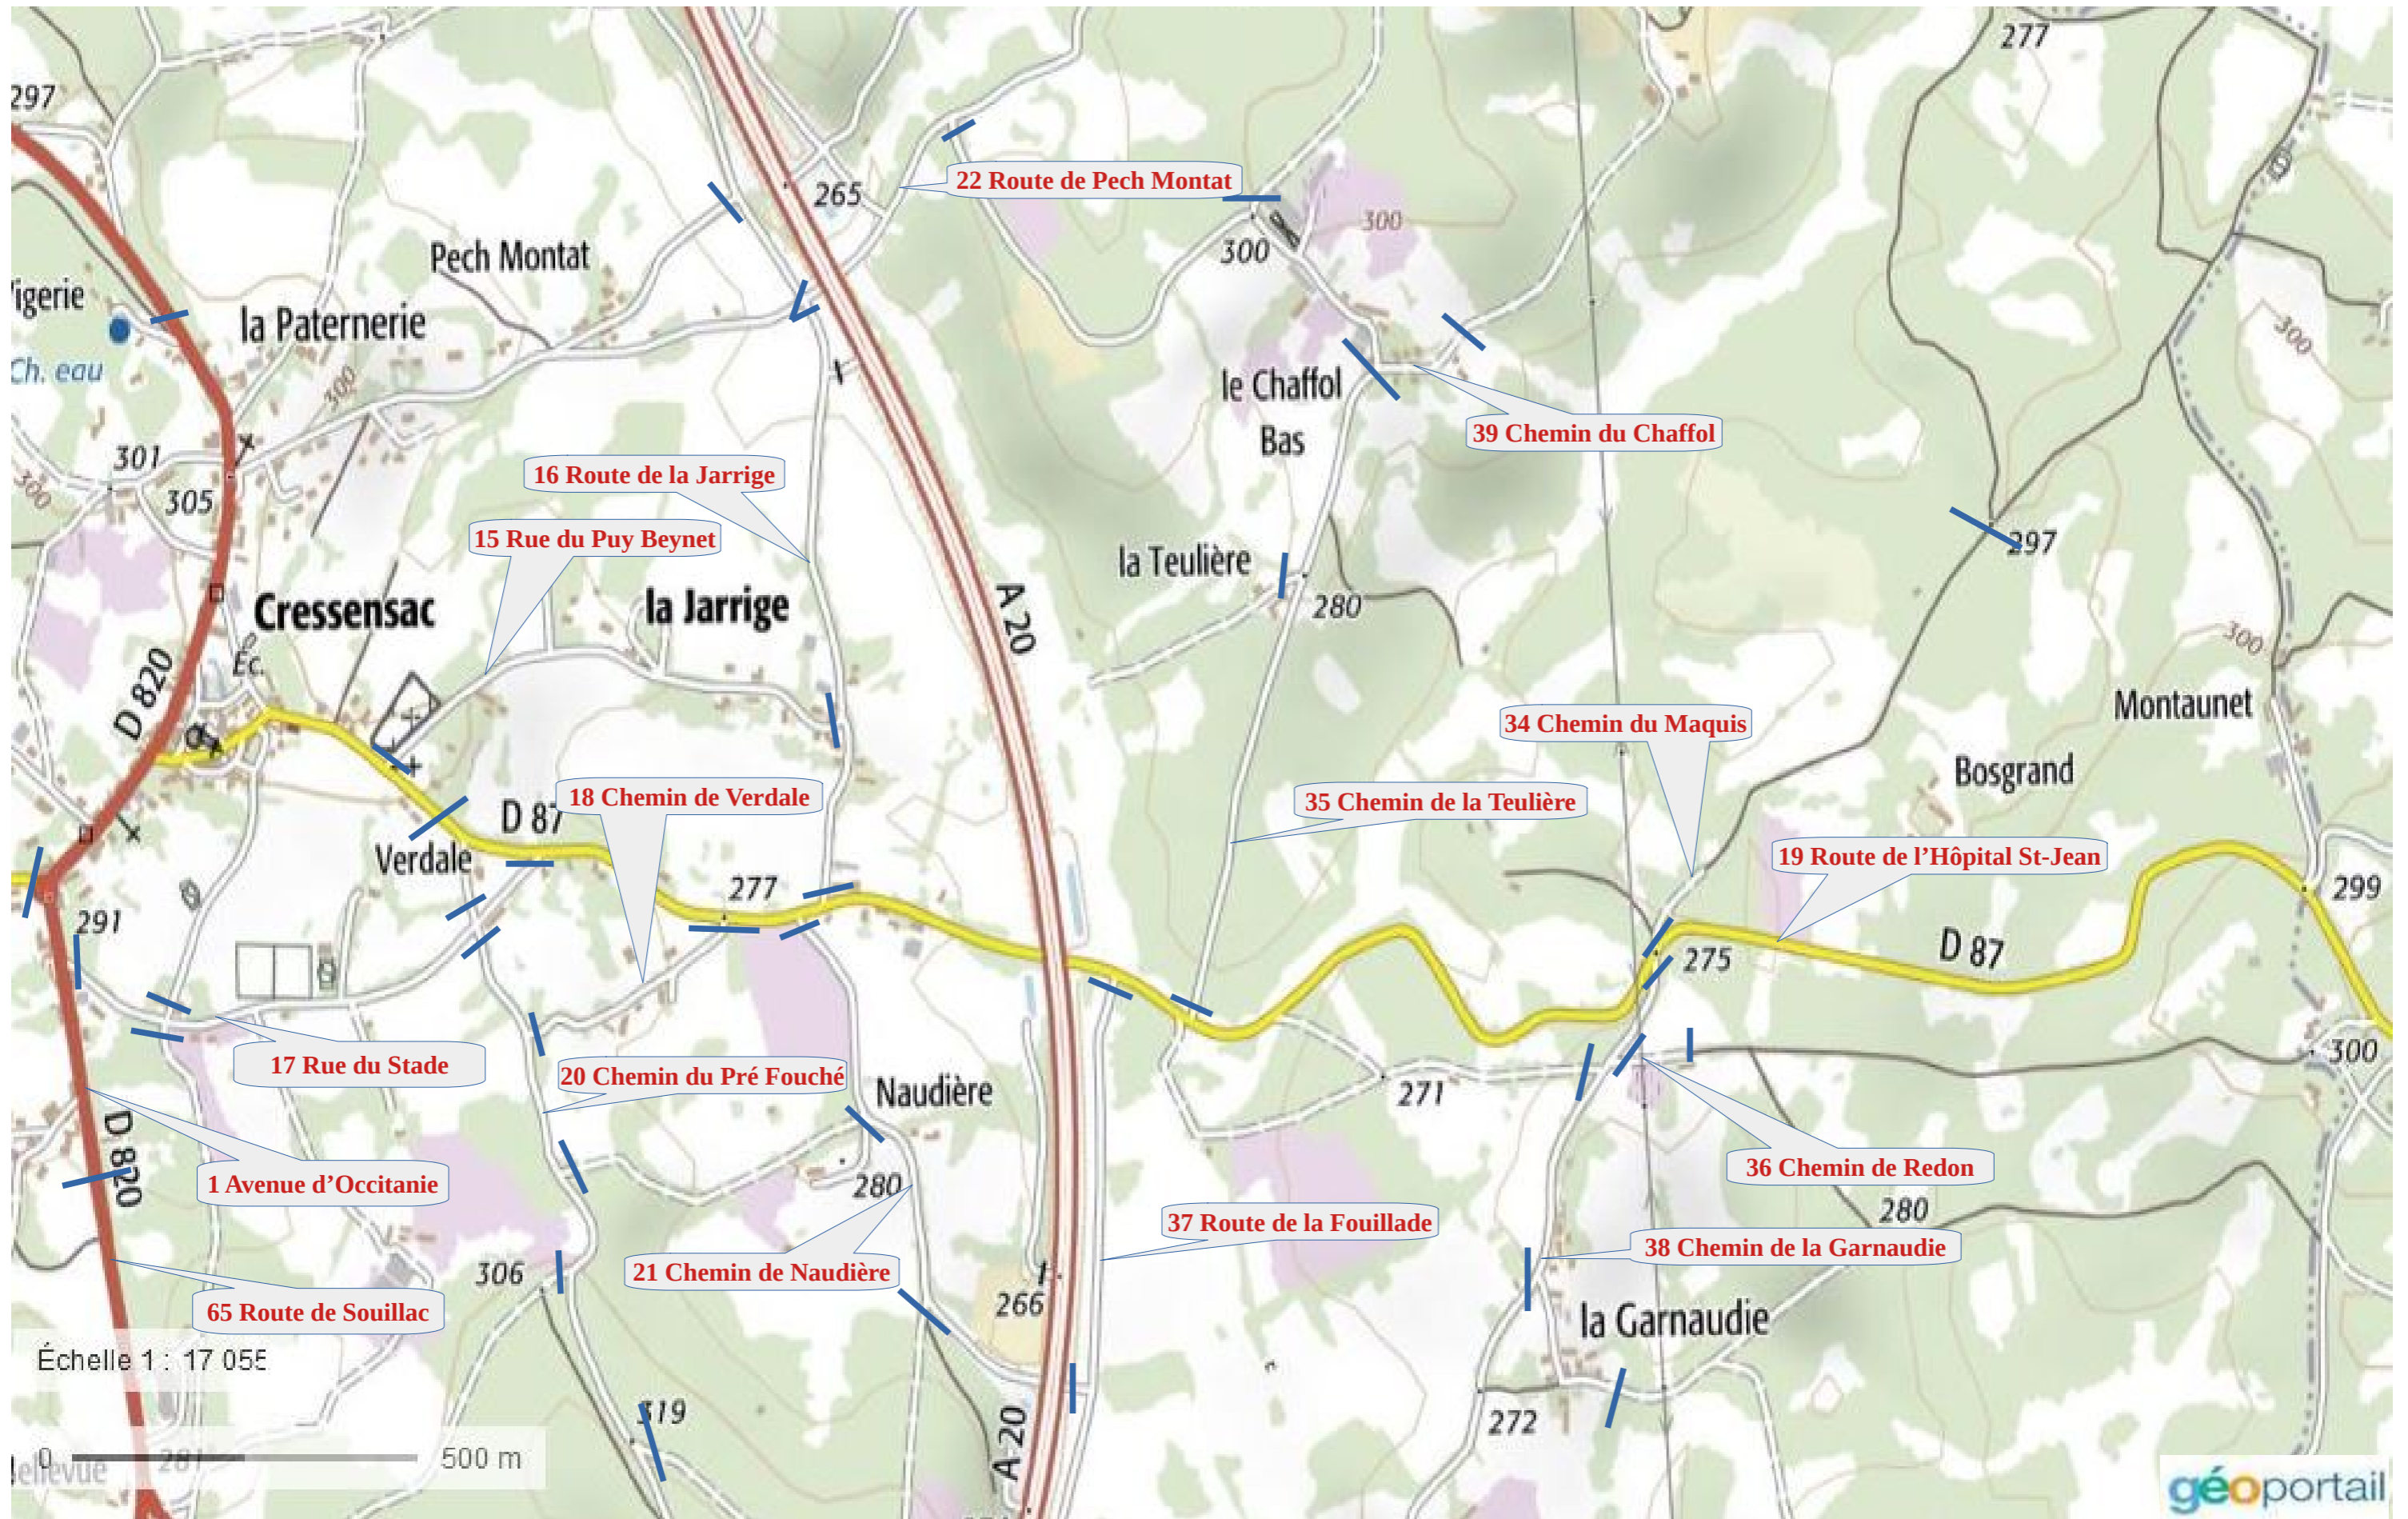 277
297
265
22 Route de Pech Montat
300
300
Pech Montat
igerie
la Paternerie
Ch. eau
300
300
le Chaffol
Bas
39 Chemin du Chaffol
301
300
305
16 Route de la Jarrige
15 Rue du Puy Beynet
la Teulière
280
297
Cressensac
la Jarrige
A 20
Éc.
D 820
300
Montaunet
34 Chemin du Maquis
Bosgrand
D 87
18 Chemin de Verdale
35 Chemin de la Teulière
Verdale
277
19 Route de l’Hôpital St-Jean
299
291
275
D 87
17 Rue du Stade
20 Chemin du Pré Fouché
Naudière
271
300
D 820
1 Avenue d’Occitanie
280
36 Chemin de Redon
280
37 Route de la Fouillade
38 Chemin de la Garnaudie
306
21 Chemin de Naudière
65 Route de Souillac
266
la Garnaudie
Échelle 1 : 17 055
319
272
A 20
0
500 m
281
ellevue
géoportail